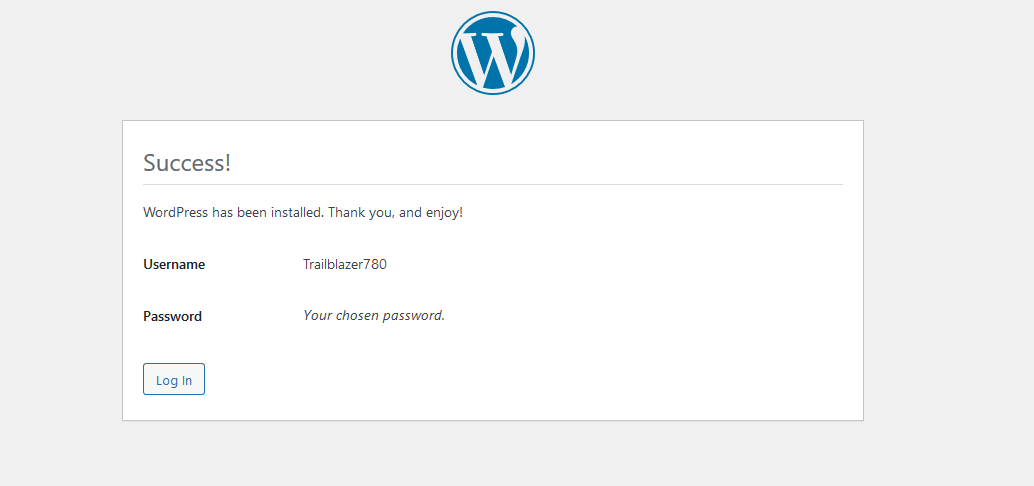 Success!
WordPress has been installed. Thank you, and enjoy!
Username Trailblazer780
Password Your chosen password.
Log In